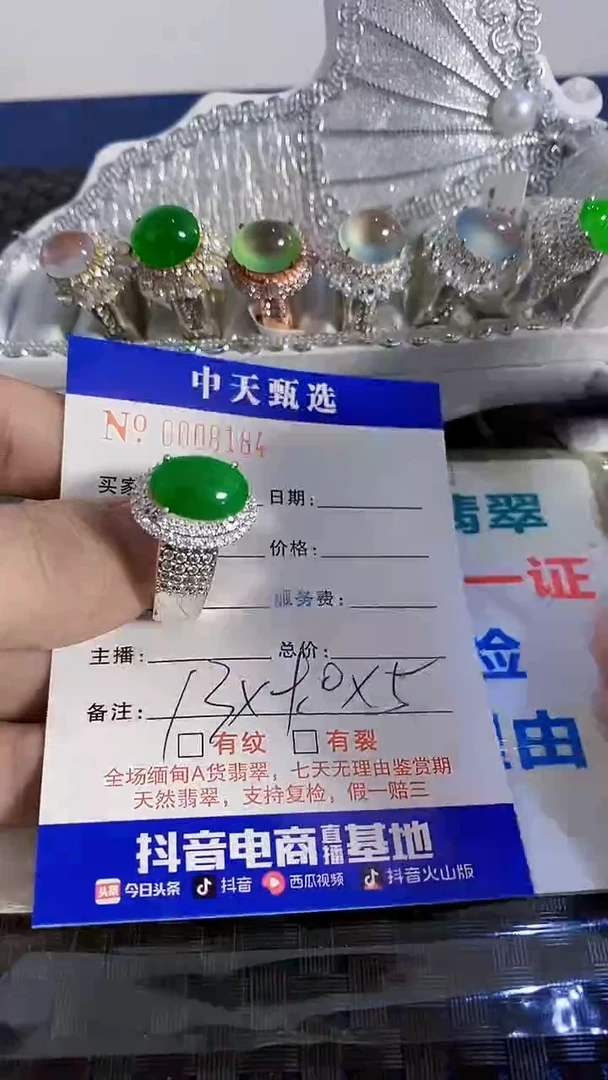 中天甄选
No 0008184
买家
日期:
价格:
服务费:
主播:
总价:
13x
x5
备注:
有纹 有裂
全场缅甸A货翡翠，七天无理由鉴赏期
天然翡翠，支持复检，假一赔三
抖音电商直播基地
头条 今日头条 抖音 西瓜视频 抖音火山版
翡翠
一证
检
理由